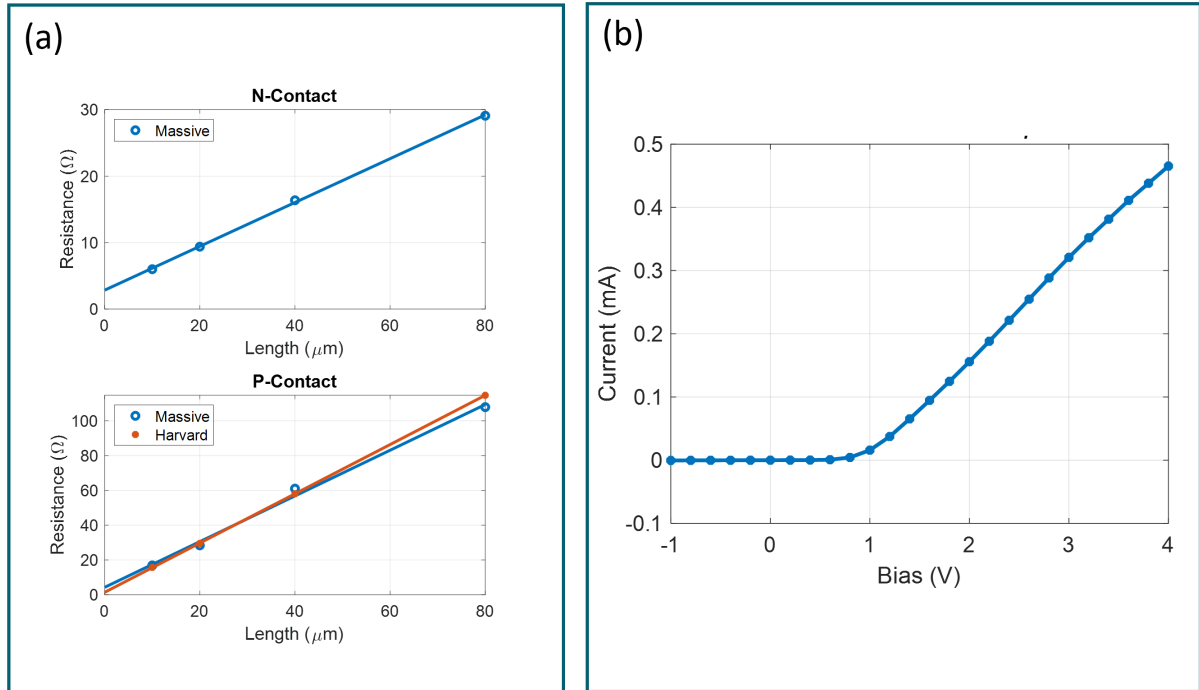 (a)
N-Contact
Massive
30
20
10
0
Resistance (Ω)
0 20 40 60 80
Length (μm)
P-Contact
Massive
Harvard
100
80
60
40
20
0
Resistance (Ω)
0 20 40 60 80
Length (μm)
(b)
0.5
0.4
0.3
0.2
0.1
0
-0.1
Current (mA)
-1 0 1 2 3 4
Bias (V)